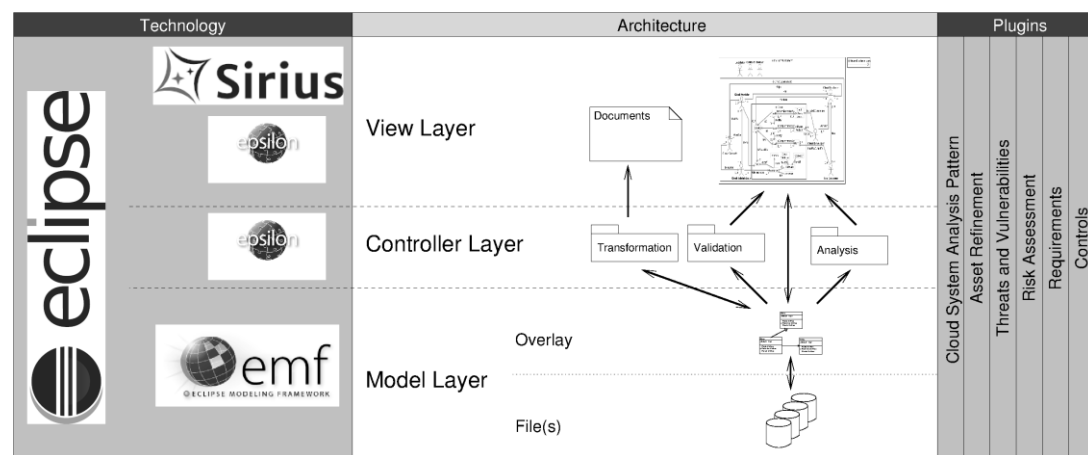 Technology
Architecture
Plugins
eclipse
Sirius
epsilon
epsilon
emf
ECLIPSE MODELING FRAMEWORK
View Layer
Documents
Controller Layer
Transformation
Validation
Analysis
Overlay
Model Layer
File(s)
Cloud System Analysis Pattern
Asset Refinement
Threats and Vulnerabilities
Risk Assessment
Requirements
Controls